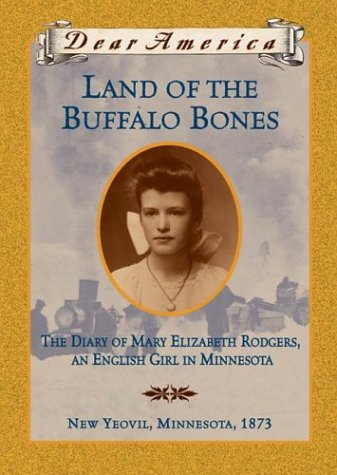 Dear America
LAND OF THE
BUFFALO BONES
THE DIARY OF MARY ELIZABETH RODGERS,
AN ENGLISH GIRL IN MINNESOTA
NEW YEOVIL, MINNESOTA, 1873